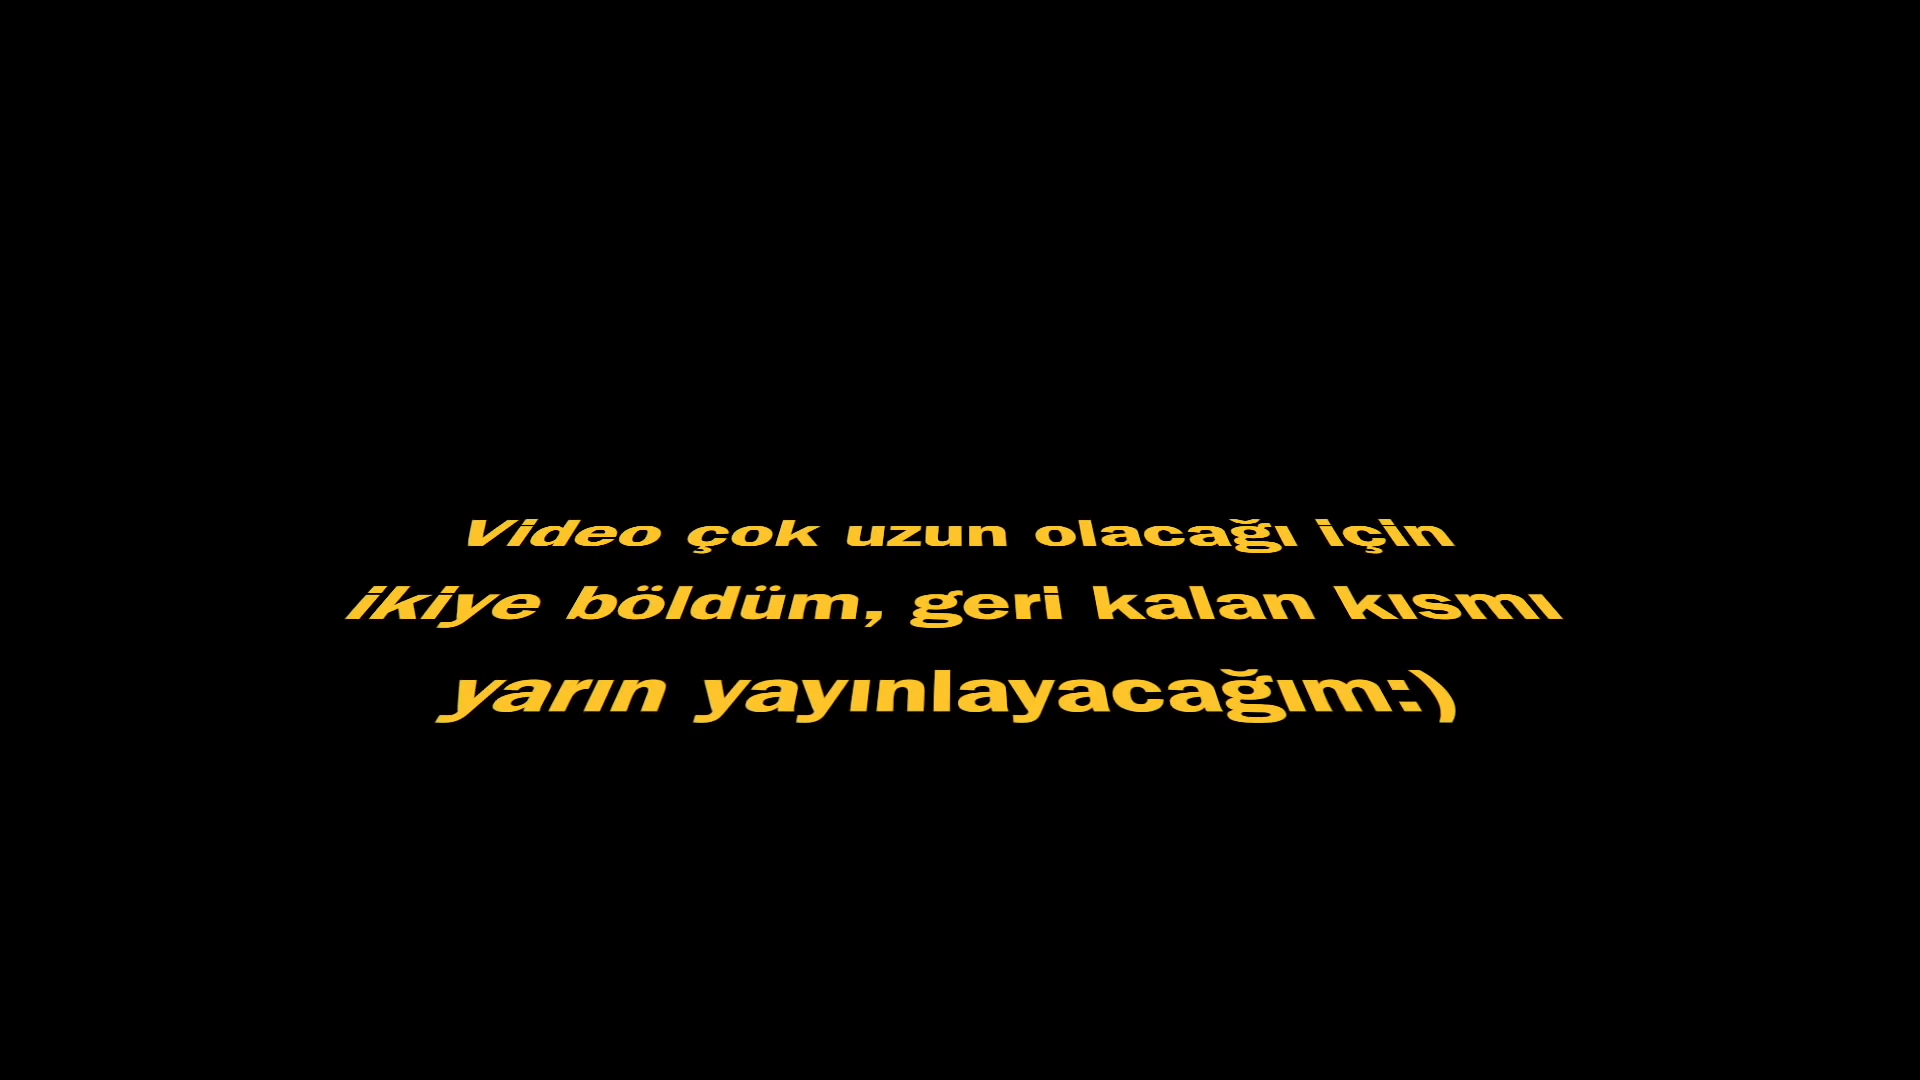 Video çok uzun olacağı için
ikiye böldüm, geri kalan kısmı
yarın yayınlayacağım:)